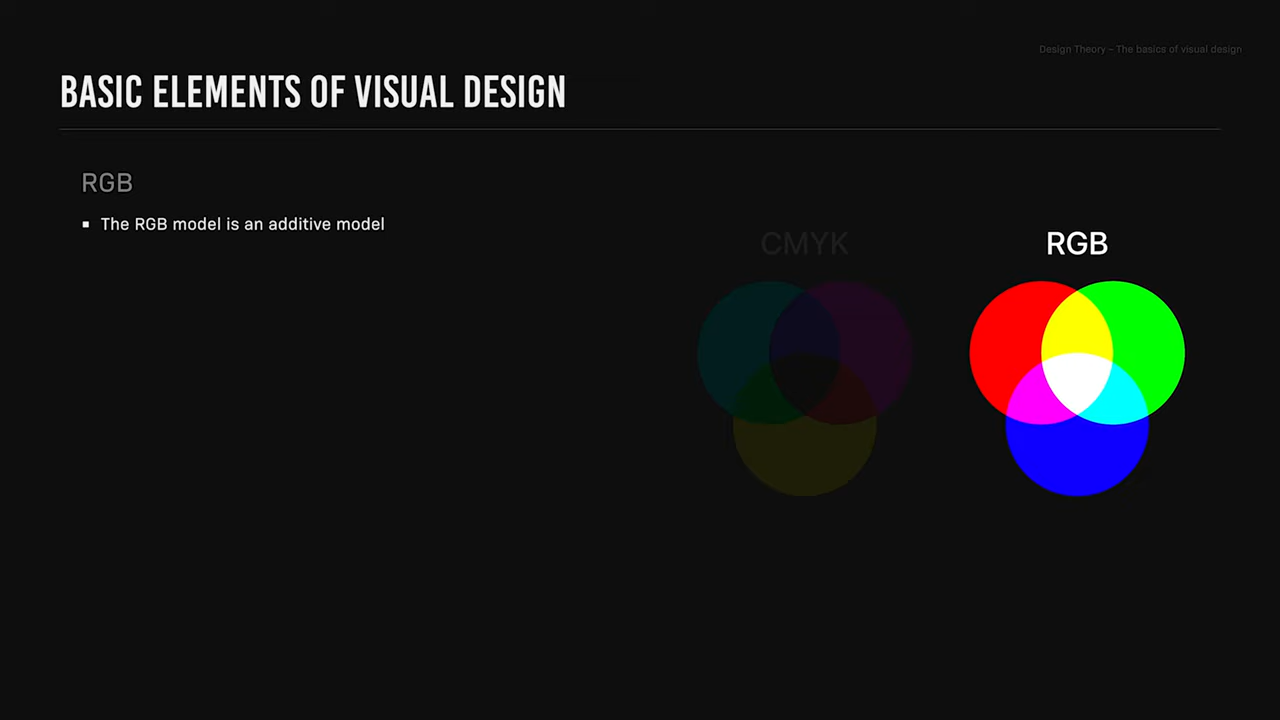 Design Theory – The basics of visual design
BASIC ELEMENTS OF VISUAL DESIGN
RGB
▪ The RGB model is an additive model
CMYK
RGB